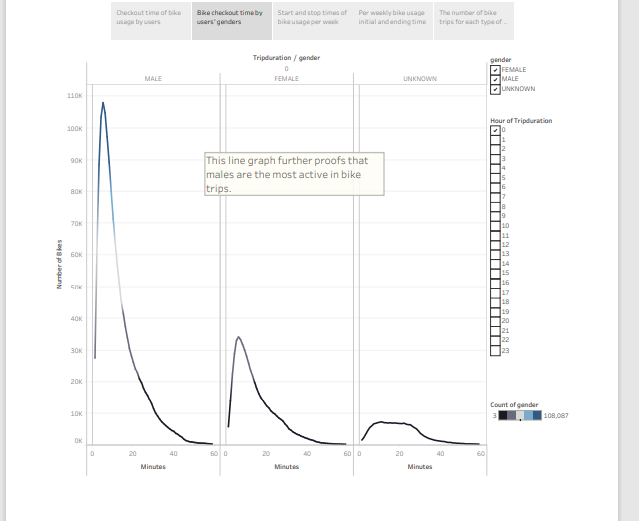 Checkout time of bike
usage by users
Bike checkout time by
users' genders
Start and stop times of
bike usage per week
Per weekly bike usage
initial and ending time
The number of bike
trips for each type of ..
Tripduration / gender
0
MALE
FEMALE
UNKNOWN
110K
100K
90K
80K
70K
60K
50K
40K
30K
20K
10K
0K
Number of Bikes
This line graph further proofs that
males are the most active in bike
trips.
0 20 40 60
0 20 40 60
0 20 40 60
Minutes
Minutes
Minutes
gender
FEMALE
MALE
UNKNOWN
Hour of Tripduration
0
1
2
3
4
5
6
7
8
9
10
11
12
13
14
15
16
17
18
19
20
21
22
23
Count of gender
3 108,087